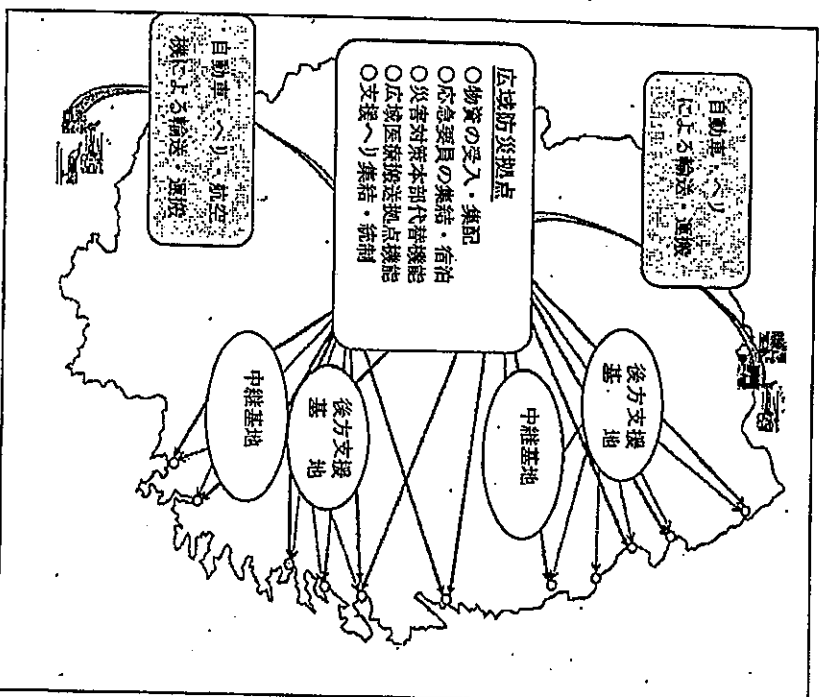 自動車・ヘリ
による輸送・運搬
広域防災拠点
○物資の受入・集配
○応急要員の集結・宿泊
○災害対策本部代替機能
○広域医療搬送拠点機能
○支援ヘリ集結・統制
自動車・ヘリ・航空
機による輸送・運搬
後方支援
基　地
中継基地
後方支援
基　地
中継基地